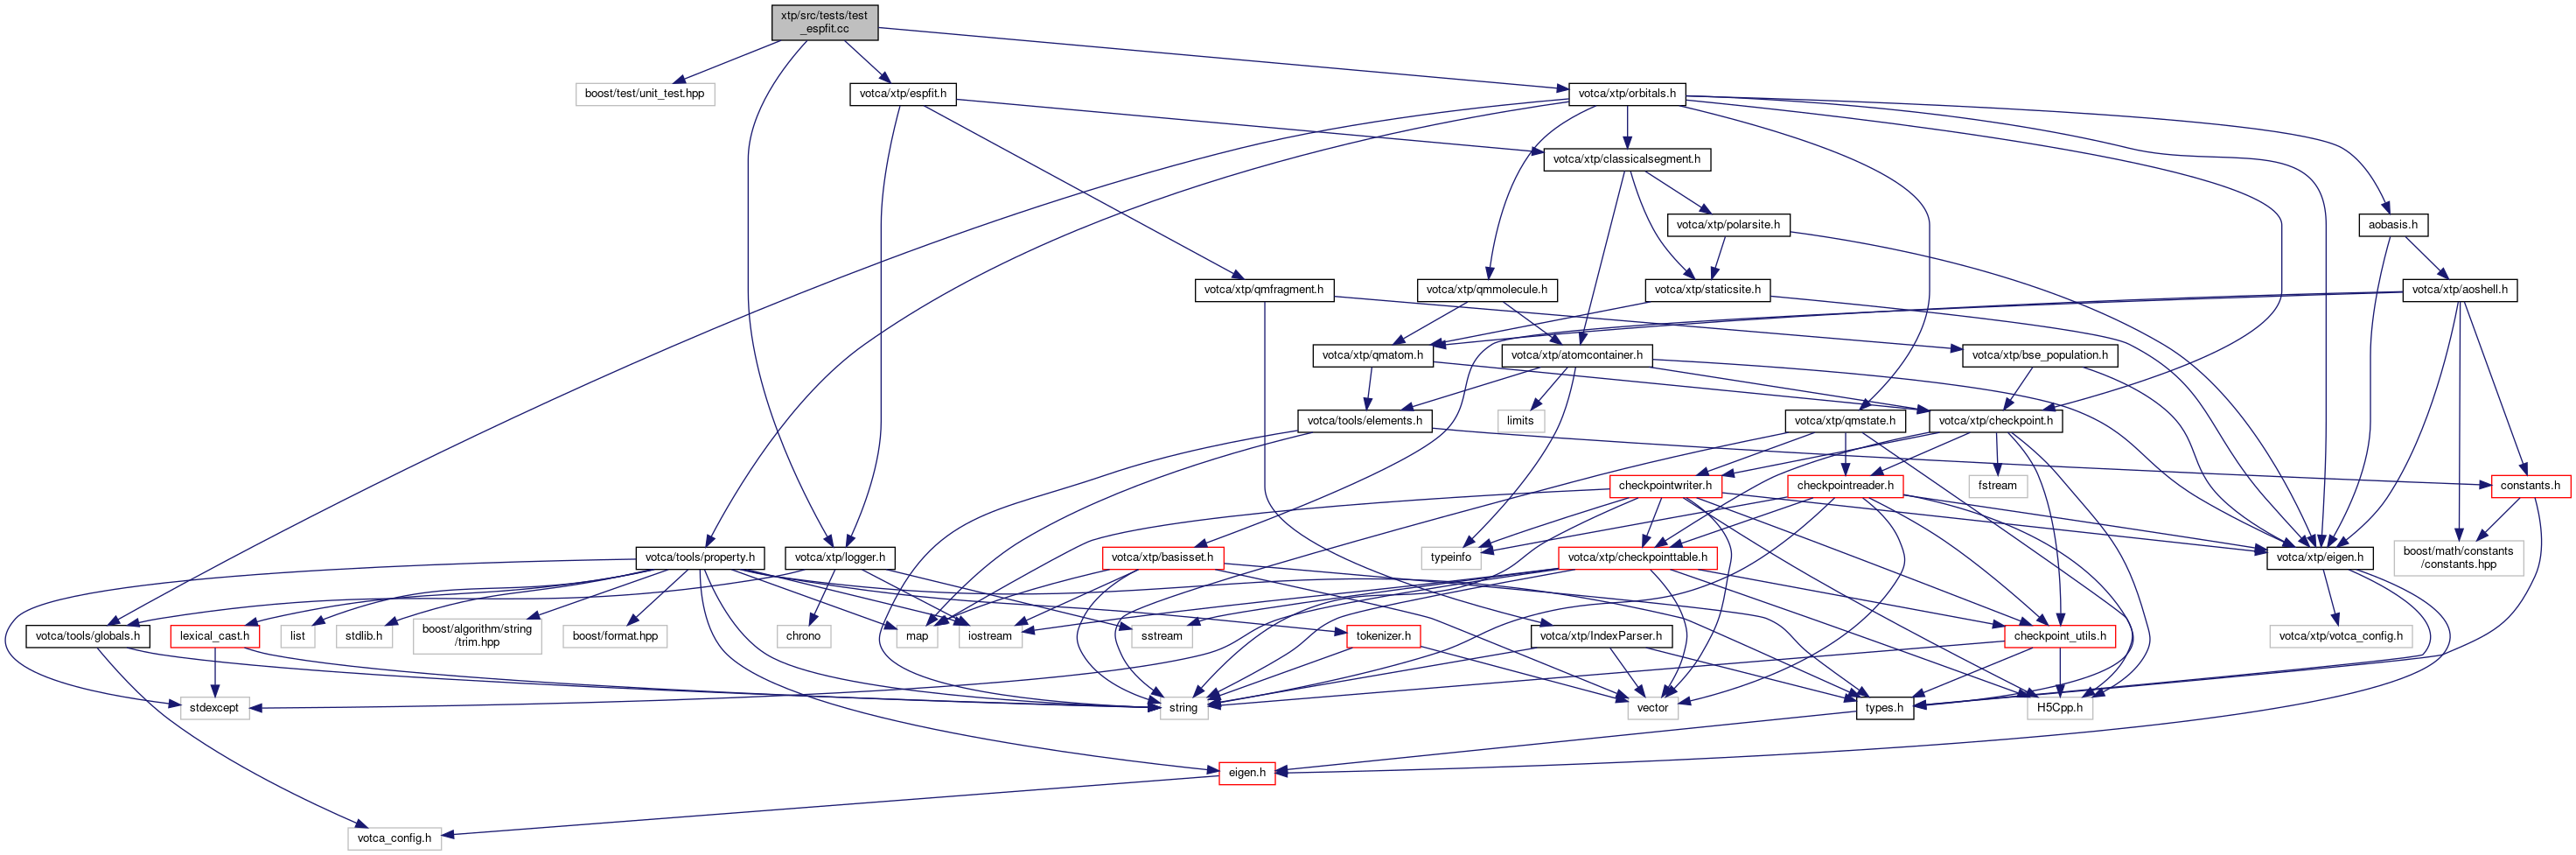 xtp/src/tests/test
_espfit.cc
boost/test/unit_test.hpp
votca/xtp/espfit.h
votca/xtp/orbitals.h
votca/xtp/classicalsegment.h
votca/xtp/polarsite.h
aobasis.h
votca/xtp/qmfragment.h
votca/xtp/qmmolecule.h
votca/xtp/staticsite.h
votca/xtp/aoshell.h
votca/xtp/qmatom.h
votca/xtp/atomcontainer.h
votca/xtp/bse_population.h
votca/tools/elements.h
limits
votca/xtp/qmstate.h
votca/xtp/checkpoint.h
checkpointwriter.h
checkpointreader.h
fstream
constants.h
votca/tools/property.h
votca/xtp/logger.h
votca/xtp/basisset.h
typeinfo
votca/xtp/checkpointtable.h
votca/xtp/eigen.h
boost/math/constants
/constants.hpp
votca/tools/globals.h
lexical_cast.h
list
stdlib.h
boost/algorithm/string
/trim.hpp
boost/format.hpp
chrono
map
iostream
sstream
tokenizer.h
votca/xtp/IndexParser.h
checkpoint_utils.h
votca/xtp/votca_config.h
stdexcept
string
vector
types.h
H5Cpp.h
eigen.h
votca_config.h